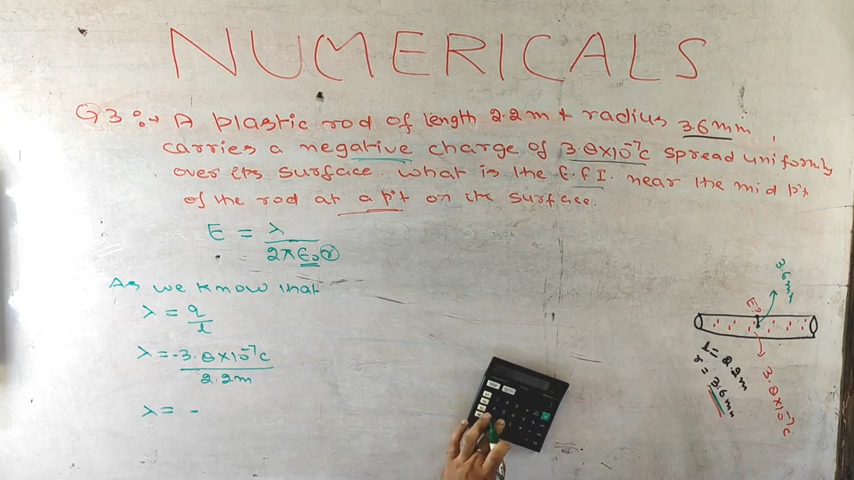 NUMERICALS
Q3:→ A plastic rod of length 2.2m + radius 3.6mm,
carries a negative charge of 3.8×10⁻⁷C spread uniformly
over its surface. What is the E.F.I. near the mid pt
of the rod at a pt on its surface.
E = λ / 2πε₀r
As we know that
λ = q / l
λ = -3.8×10⁻⁷C / 2.2m
λ = -
3.6mm
E?
l = 2.2m
r = 3.6mm
3.8×10⁻⁷C